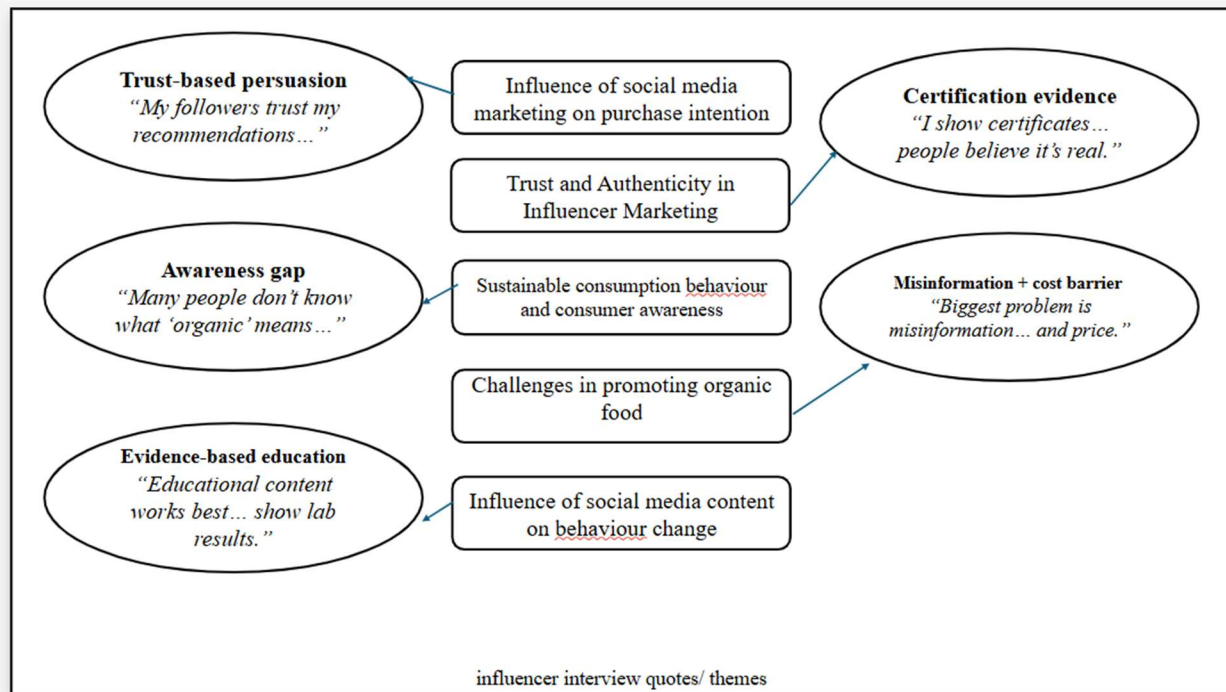 Trust-based persuasion
“My followers trust my
recommendations…”
Influence of social media
marketing on purchase intention
Certification evidence
“I show certificates…
people believe it’s real.”
Trust and Authenticity in
Influencer Marketing
Awareness gap
“Many people don’t know
what ‘organic’ means…”
Sustainable consumption behaviour
and consumer awareness
Misinformation + cost barrier
“Biggest problem is
misinformation… and price.”
Challenges in promoting organic
food
Evidence-based education
“Educational content
works best… show lab
results.”
Influence of social media content
on behaviour change
influencer interview quotes/ themes